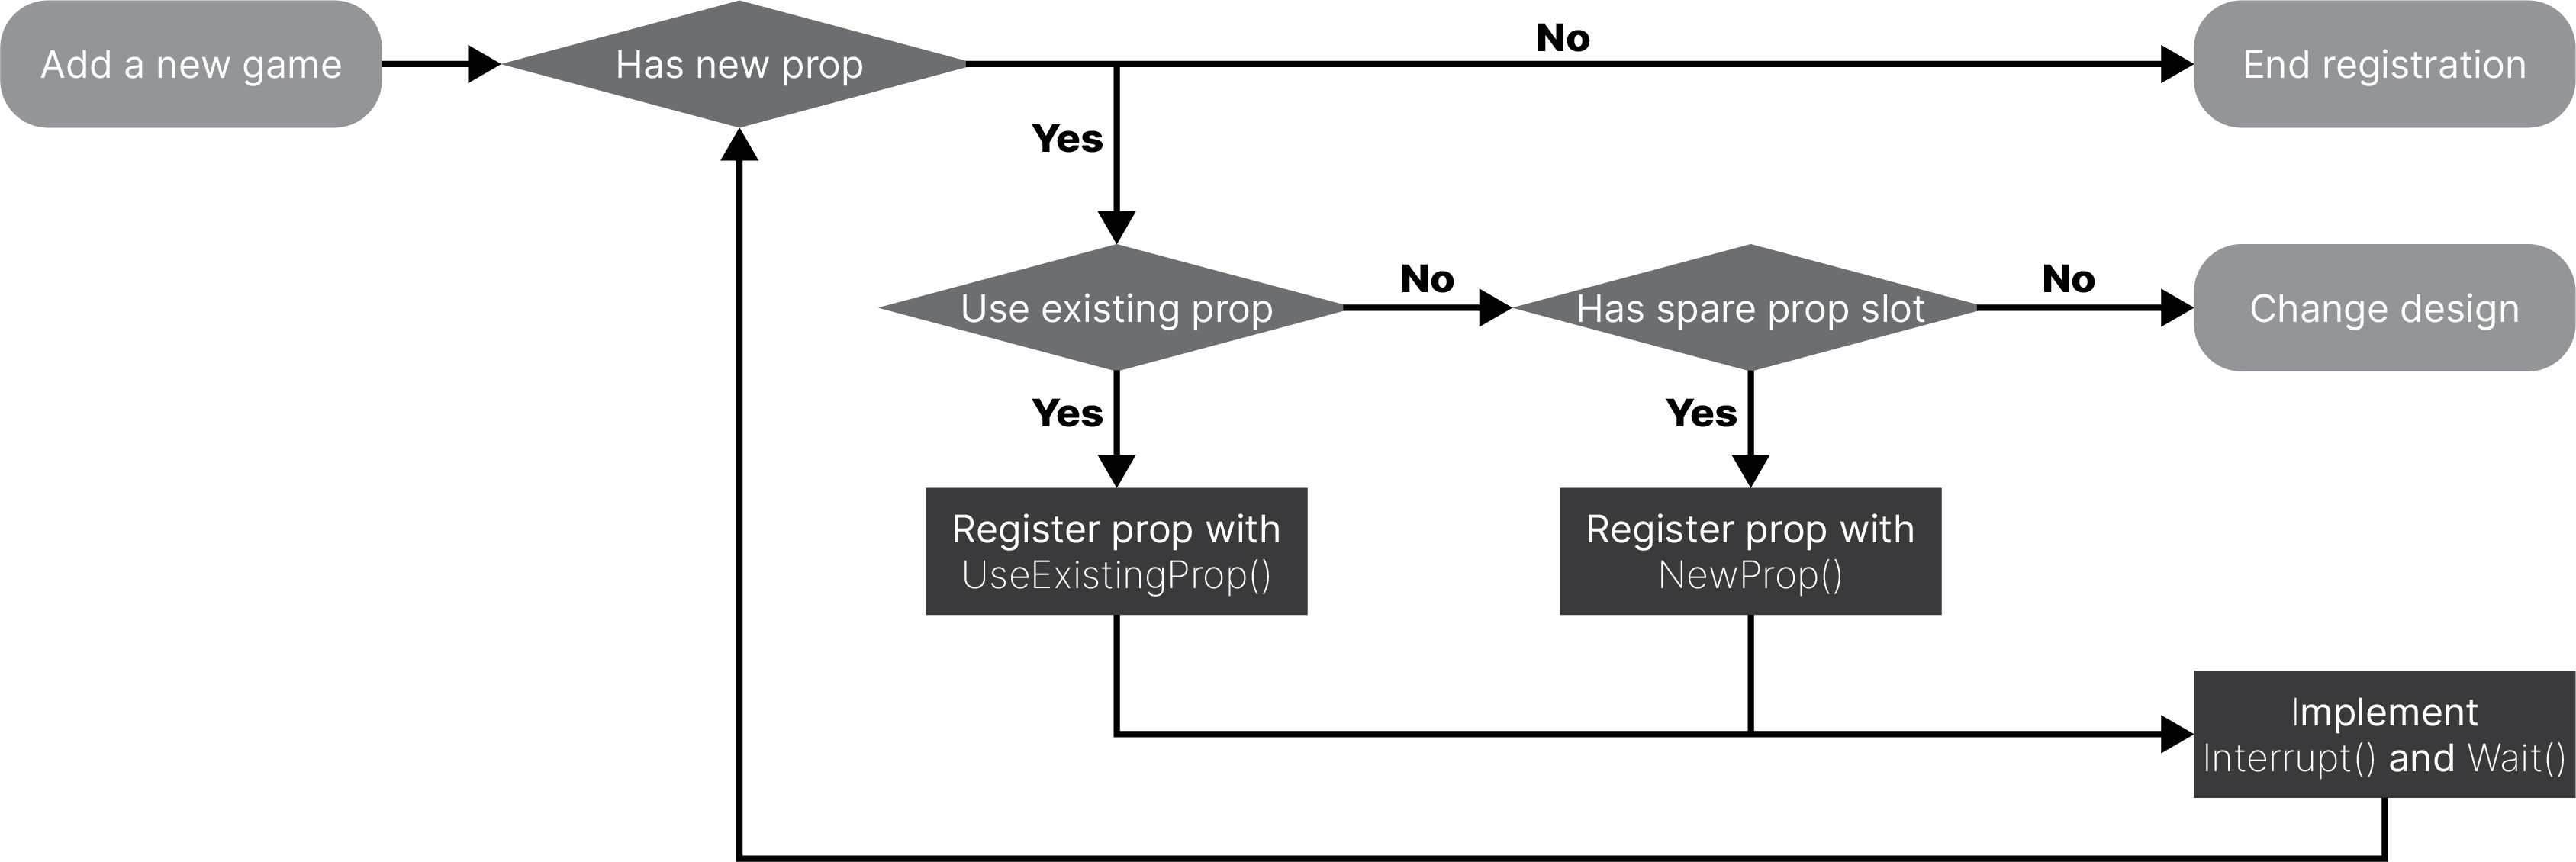 Add a new game
Has new prop
No
End registration
Yes
Use existing prop
No
Has spare prop slot
No
Change design
Yes
Yes
Register prop with
UseExistingProp()
Register prop with
NewProp()
Implement
Interrupt() and Wait()